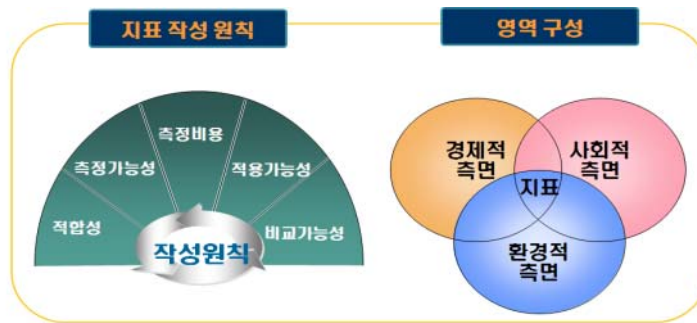 지표 작성 원칙
영역 구성
적합성
측정가능성
측정비용
적용가능성
비교가능성
작성원칙
경제적
측면
사회적
측면
지표
환경적
측면